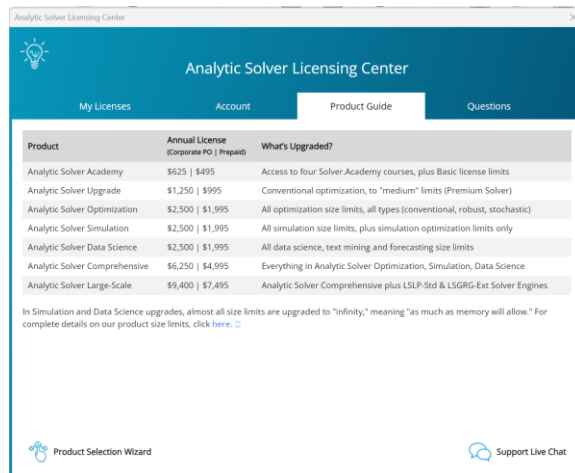 Analytic Solver Licensing Center
Analytic Solver Licensing Center
My Licenses Account Product Guide Questions
Product Annual License What's Upgraded?
(Corporate PO | Prepaid)
Analytic Solver Academy $625 | $495 Access to four Solver.Academy courses, plus Basic license limits
Analytic Solver Upgrade $1,250 | $995 Conventional optimization, to "medium" limits (Premium Solver)
Analytic Solver Optimization $2,500 | $1,995 All optimization size limits, all types (conventional, robust, stochastic)
Analytic Solver Simulation $2,500 | $1,995 All simulation size limits, plus simulation optimization limits only
Analytic Solver Data Science $2,500 | $1,995 All data science, text mining and forecasting size limits
Analytic Solver Comprehensive $6,250 | $4,995 Everything in Analytic Solver Optimization, Simulation, Data Science
Analytic Solver Large-Scale $9,400 | $7,495 Analytic Solver Comprehensive plus LSLP-Std & LSGRG-Ext Solver Engines
In Simulation and Data Science upgrades, almost all size limits are upgraded to "infinity," meaning "as much as memory will allow." For
complete details on our product size limits, click here.
Product Selection Wizard Support Live Chat